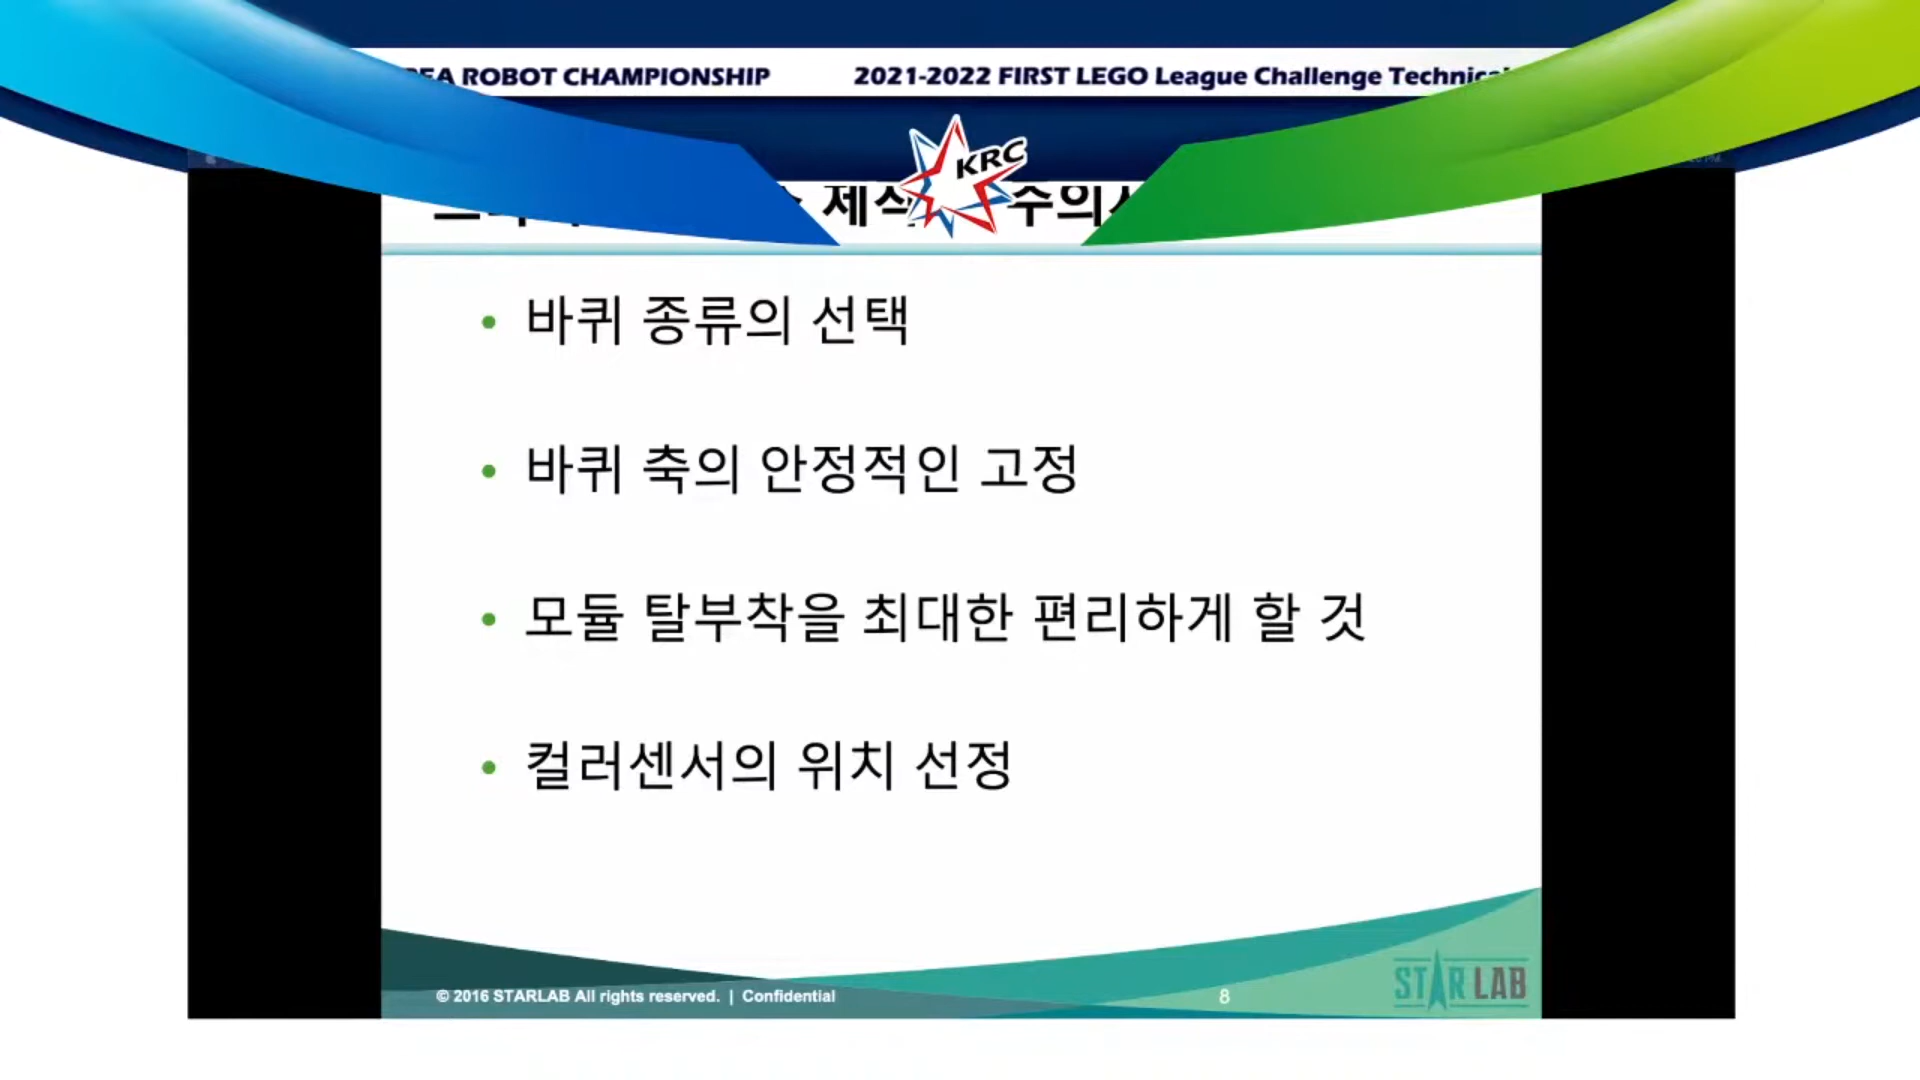 ROBOT CHAMPIONSHIP
2021-2022 FIRST LEGO League Challenge
KRC
바퀴 종류의 선택
바퀴 축의 안정적인 고정
모듈 탈부착을 최대한 편리하게 할 것
컬러센서의 위치 선정
© 2016 STARLAB All rights reserved. | Confidential
8
STAR LAB